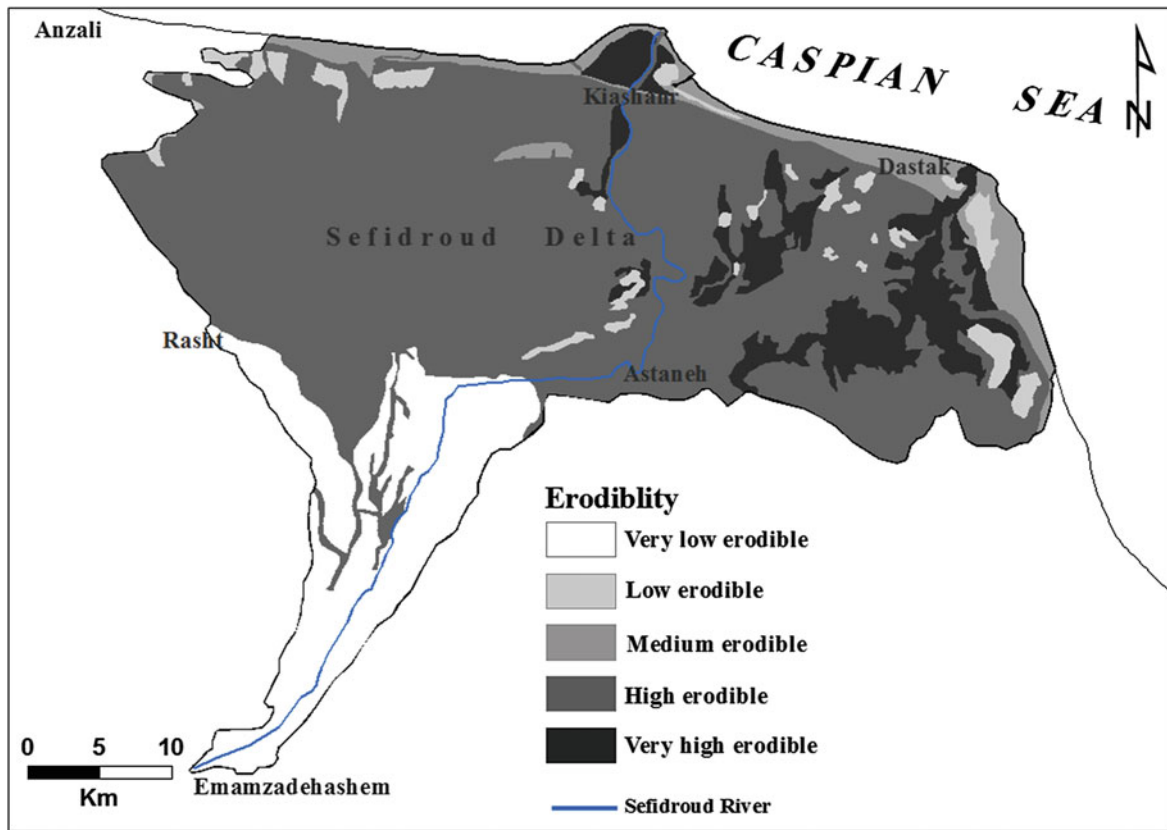 Anzali
CASPIAN SEA
N
Kiashahr
Dastak
Sefidroud Delta
Rasht
Astaneh
Erodiblity
Very low erodible
Low erodible
Medium erodible
High erodible
Very high erodible
Sefidroud River
0 5 10
Km
Emamzadehashem